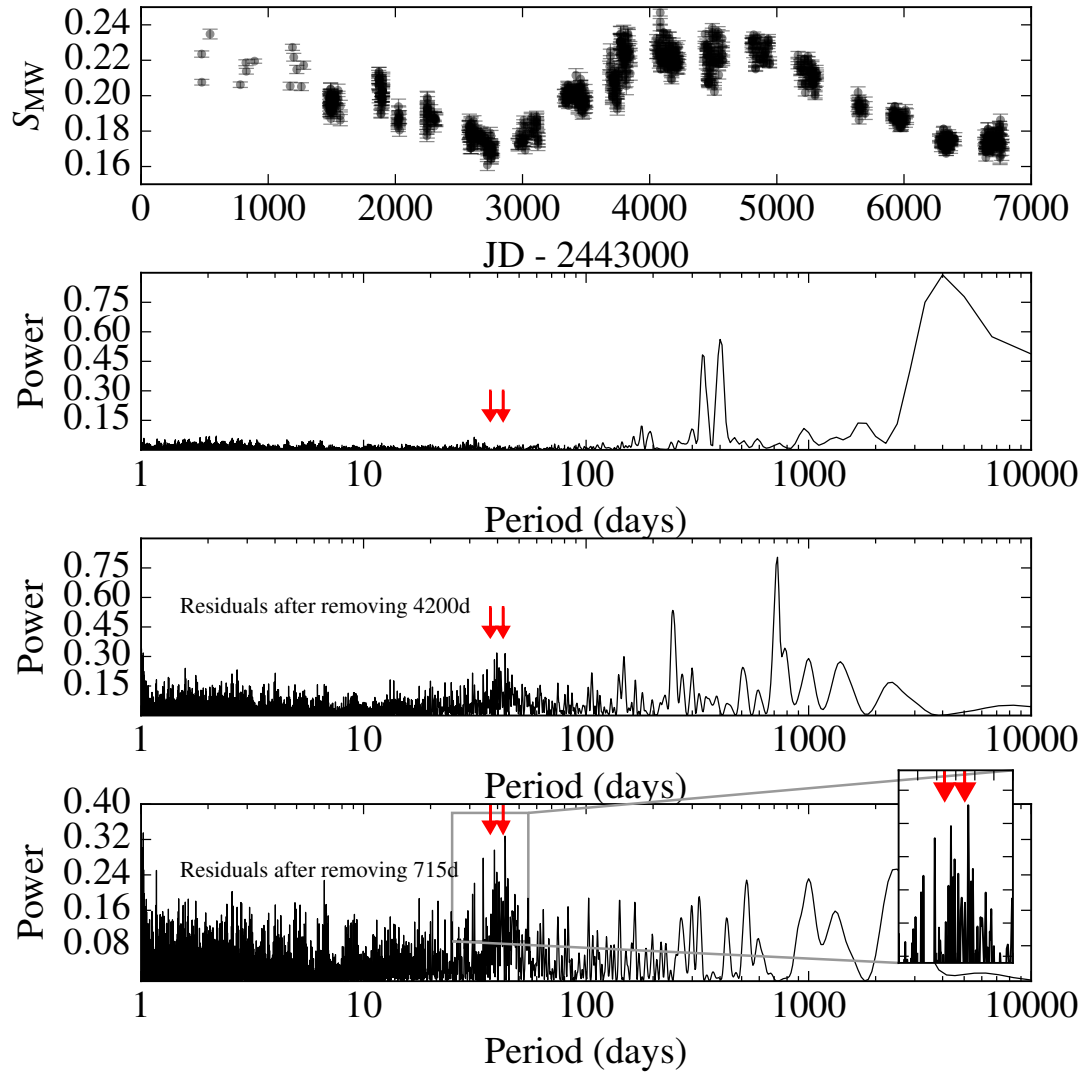 0.24
0.22
0.20
0.18
0.16
S_MW
0 1000 2000 3000 4000 5000 6000 7000
JD - 2443000
0.75
0.60
0.45
0.30
0.15
Power
1 10 100 1000 10000
Period (days)
0.75
0.60
0.45
0.30
0.15
Power
Residuals after removing 4200d
1 10 100 1000 10000
Period (days)
0.40
0.32
0.24
0.16
0.08
Power
Residuals after removing 715d
1 10 100 1000 10000
Period (days)